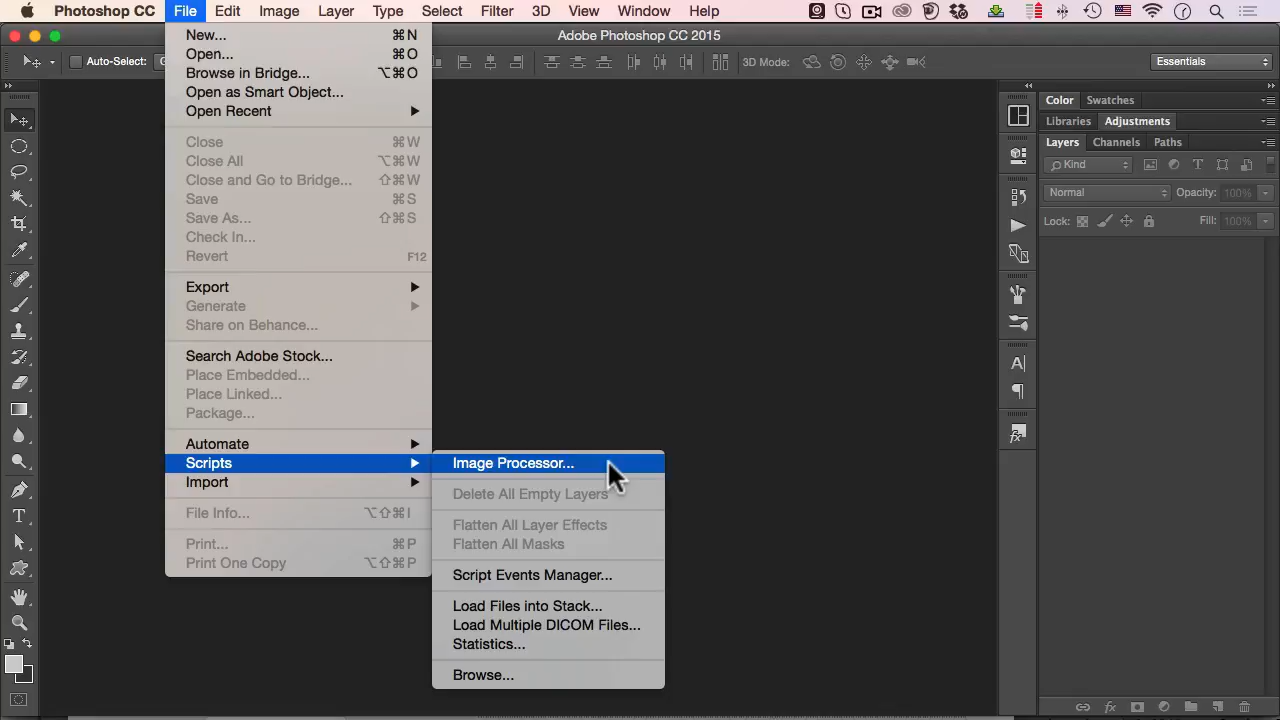 Photoshop CC File Edit Image Layer Type Select Filter 3D View Window Help
Adobe Photoshop CC 2015
Auto-Select:
3D Mode:
Essentials
New... ⌘N
Open... ⌘O
Browse in Bridge... ⌥⌘O
Open as Smart Object...
Open Recent
Close ⌘W
Close All ⌥⌘W
Close and Go to Bridge... ⇧⌘W
Save ⌘S
Save As... ⇧⌘S
Check In...
Revert F12
Export
Generate
Share on Behance...
Search Adobe Stock...
Place Embedded...
Place Linked...
Package...
Automate
Scripts
Import
File Info... ⌥⇧⌘I
Print... ⌘P
Print One Copy ⌥⇧⌘P
Image Processor...
Delete All Empty Layers
Flatten All Layer Effects
Flatten All Masks
Script Events Manager...
Load Files into Stack...
Load Multiple DICOM Files...
Statistics...
Browse...
Color Swatches
Libraries Adjustments
Layers Channels Paths
Kind
Normal Opacity: 100%
Lock: Fill: 100%